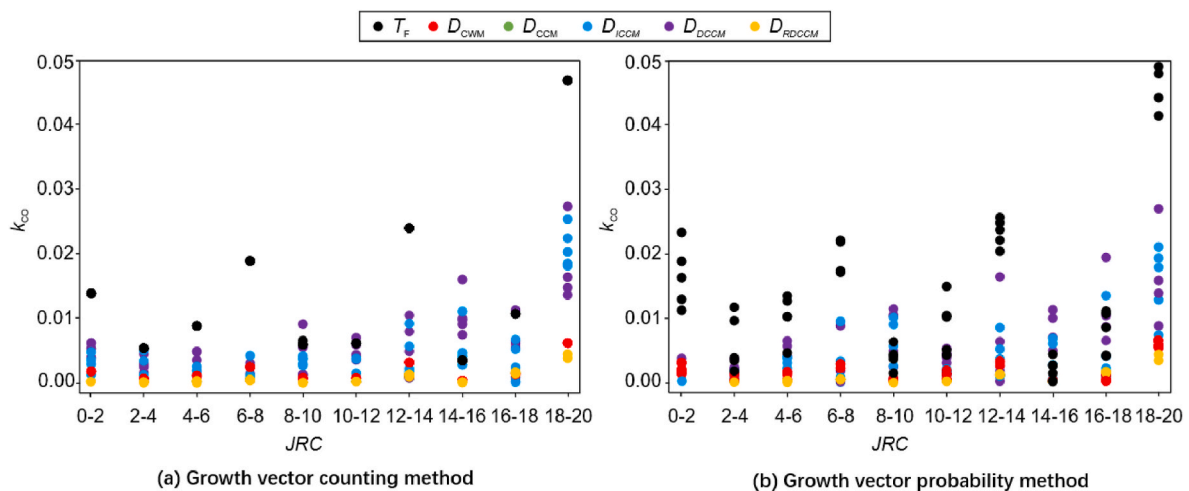 T_F D_CWM D_CCM D_ICCM D_DCCM D_RDCCM
0.05
0.04
0.03
0.02
0.01
0.00
k_CO
0-2 2-4 4-6 6-8 8-10 10-12 12-14 14-16 16-18 18-20
JRC
(a) Growth vector counting method
0.05
0.04
0.03
0.02
0.01
0.00
k_CO
0-2 2-4 4-6 6-8 8-10 10-12 12-14 14-16 16-18 18-20
JRC
(b) Growth vector probability method